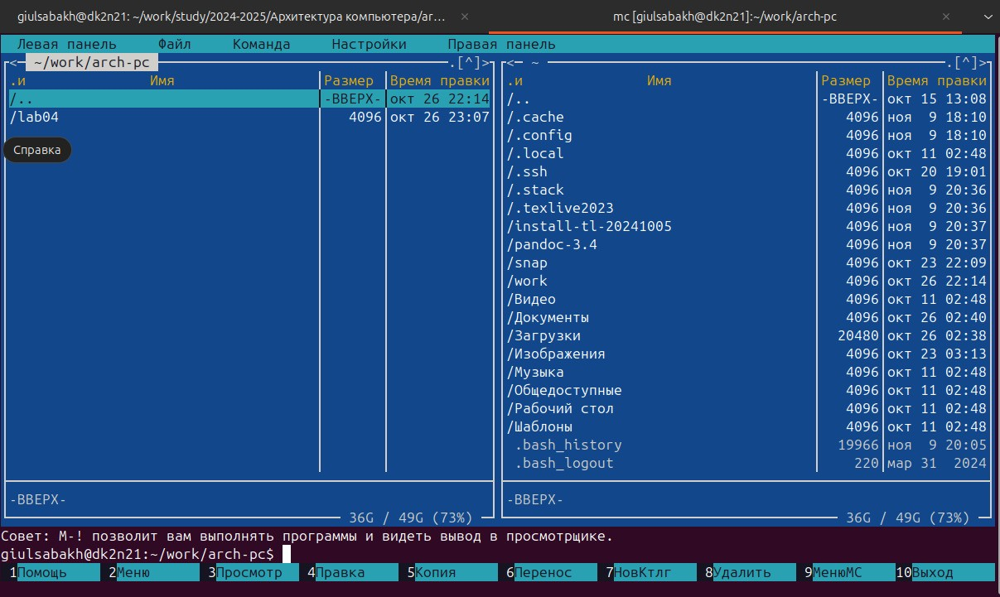 giulsabakh@dk2n21: ~/work/study/2024-2025/Архитектура компьютера/ar... × mc [giulsabakh@dk2n21]:~/work/arch-pc ×
Левая панель Файл Команда Настройки Правая панель
<— ~/work/arch-pc .[^]> <— ~ .[^]>
.и Имя Размер Время правки .и Имя Размер Время правки
/.. -ВВЕРХ- окт 26 22:14 /.. -ВВЕРХ- окт 15 13:08
/lab04 4096 окт 26 23:07 /.cache 4096 ноя 9 18:10
/.config 4096 ноя 9 18:10
Справка /.local 4096 окт 11 02:48
/.ssh 4096 окт 20 19:01
/.stack 4096 ноя 9 20:36
/.texlive2023 4096 ноя 9 20:36
/install-tl-20241005 4096 ноя 9 20:37
/pandoc-3.4 4096 ноя 9 20:37
/snap 4096 окт 23 22:09
/work 4096 окт 26 22:14
/Видео 4096 окт 11 02:48
/Документы 4096 окт 26 02:40
/Загрузки 20480 окт 26 02:38
/Изображения 4096 окт 23 03:13
/Музыка 4096 окт 11 02:48
/Общедоступные 4096 окт 11 02:48
/Рабочий стол 4096 окт 11 02:48
/Шаблоны 4096 окт 11 02:48
.bash_history 19966 ноя 9 20:05
.bash_logout 220 мар 31 2024
-ВВЕРХ- -ВВЕРХ-
36G / 49G (73%) 36G / 49G (73%)
Совет: M-! позволит вам выполнять программы и видеть вывод в просмотрщике.
giulsabakh@dk2n21:~/work/arch-pc$
1Помощь 2Меню 3Просмотр 4Правка 5Копия 6Перенос 7НовКтлг 8Удалить 9МенюMC 10Выход